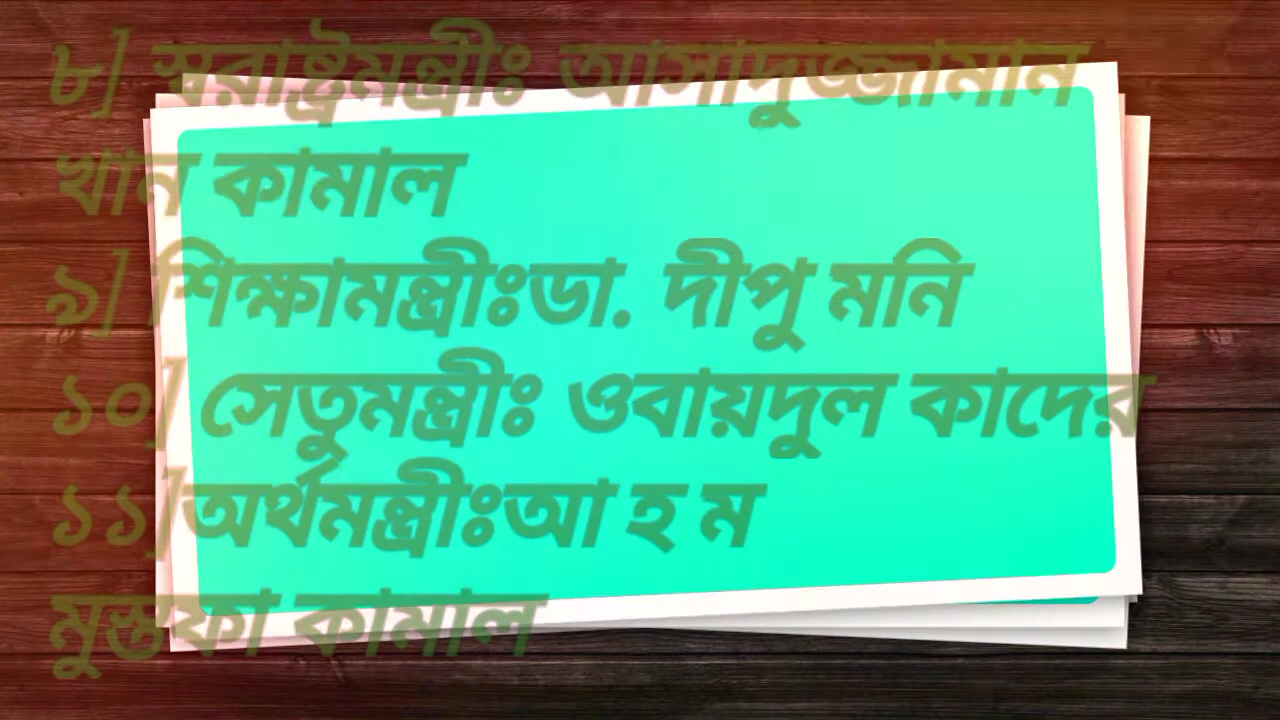 ৮] স্বরাষ্ট্রমন্ত্রীঃ আসাদুজ্জামান
খান কামাল
৯] শিক্ষামন্ত্রীঃডা. দীপু মনি
১০] সেতুমন্ত্রীঃ ওবায়দুল কাদের
১১]অর্থমন্ত্রীঃআ হ ম
মুস্তফা কামাল